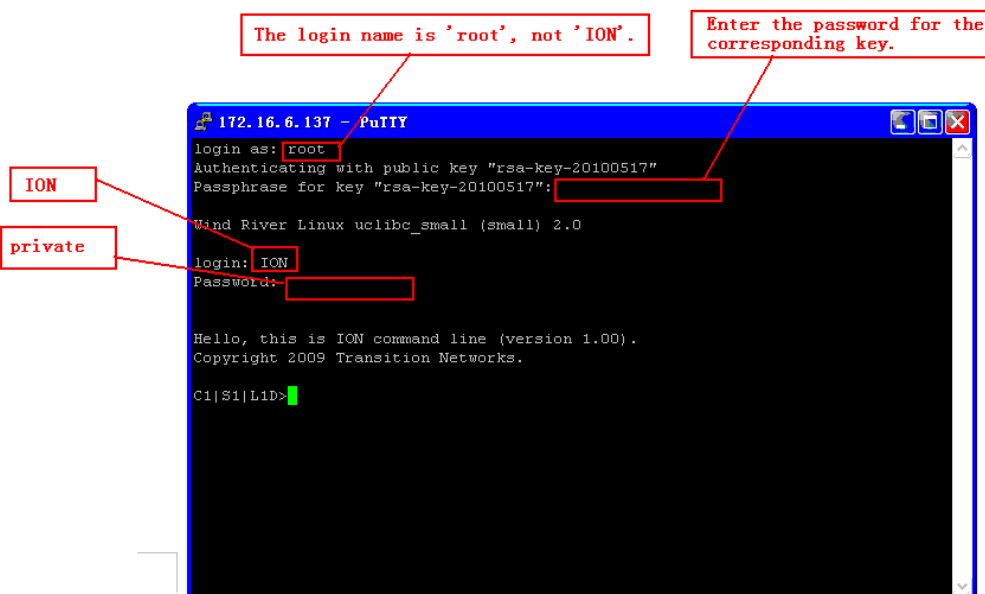 The login name is 'root', not 'ION'.
Enter the password for the
corresponding key.
172.16.6.137 - PuTTY
login as: root
Authenticating with public key "rsa-key-20100517"
Passphrase for key "rsa-key-20100517":
ION
Wind River Linux uclibc_small (small) 2.0
private
login: ION
Password:
Hello, this is ION command line (version 1.00).
Copyright 2009 Transition Networks.
C1|S1|L1D>